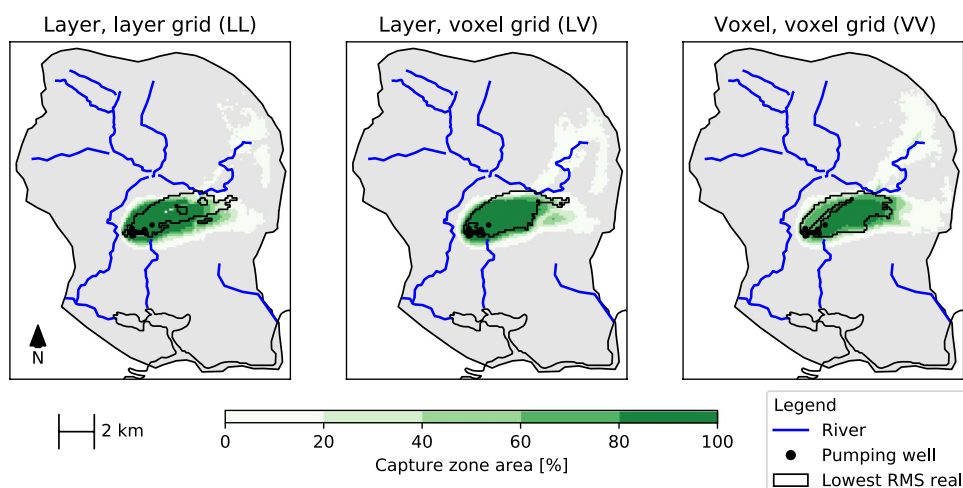 Layer, layer grid (LL)
Layer, voxel grid (LV)
Voxel, voxel grid (VV)
N
2 km
0 20 40 60 80 100
Capture zone area [%]
Legend
River
Pumping well
Lowest RMS real